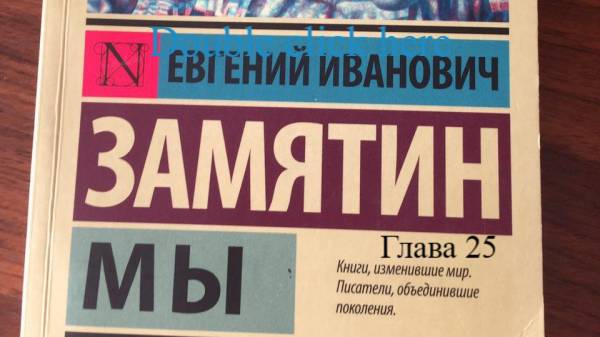 Double click here
N ЕВГЕНИЙ ИВАНОВИЧ
ЗАМЯТИН
МЫ
Глава 25
Книги, изменившие мир.
Писатели, объединившие
поколения.